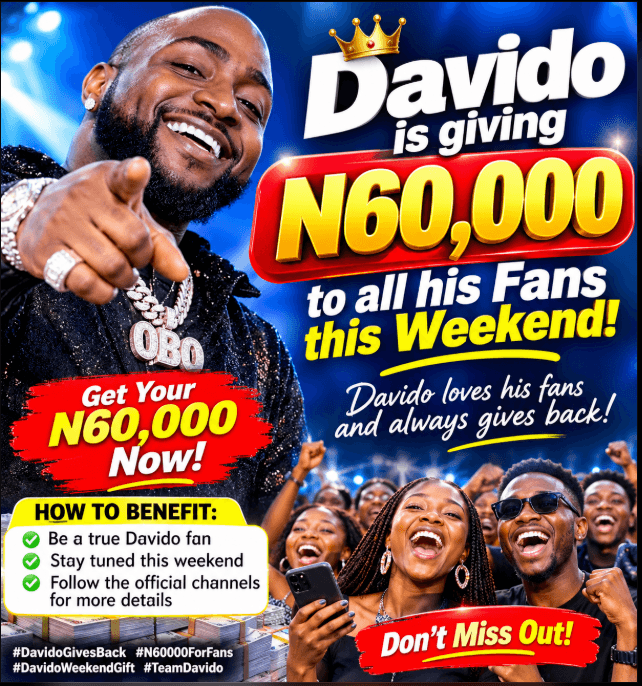 Davido
is giving
N60,000
to all his Fans
this Weekend!
Davido loves his fans
and always gives back!
OBO
Get Your
N60,000
Now!
HOW TO BENEFIT:
Be a true Davido fan
Stay tuned this weekend
Follow the official channels
for more details
#DavidoGivesBack #N60000ForFans
#DavidoWeekendGift #TeamDavido
Don't Miss Out!